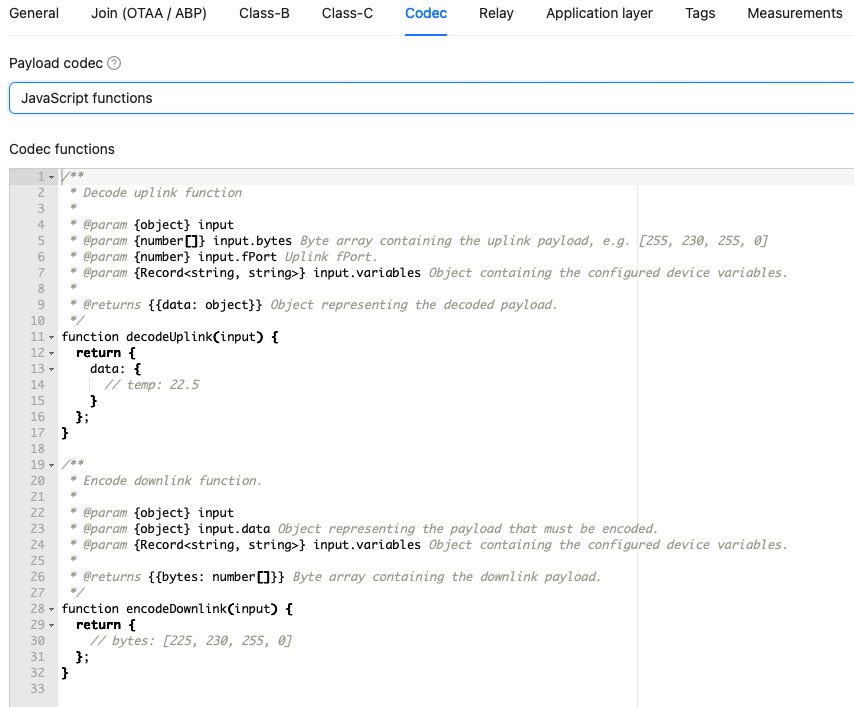 General Join (OTAA / ABP) Class-B Class-C Codec Relay Application layer Tags Measurements
Payload codec ?
JavaScript functions
Codec functions
1 /**
2  * Decode uplink function
3  *
4  * @param {object} input
5  * @param {number[]} input.bytes Byte array containing the uplink payload, e.g. [255, 230, 255, 0]
6  * @param {number} input.fPort Uplink fPort.
7  * @param {Record<string, string>} input.variables Object containing the configured device variables.
8  *
9  * @returns {{data: object}} Object representing the decoded payload.
10  */
11 function decodeUplink(input) {
12   return {
13     data: {
14       // temp: 22.5
15     }
16   };
17 }
18
19 /**
20  * Encode downlink function.
21  *
22  * @param {object} input
23  * @param {object} input.data Object representing the payload that must be encoded.
24  * @param {Record<string, string>} input.variables Object containing the configured device variables.
25  *
26  * @returns {{bytes: number[]}} Byte array containing the downlink payload.
27  */
28 function encodeDownlink(input) {
29   return {
30     // bytes: [225, 230, 255, 0]
31   };
32 }
33